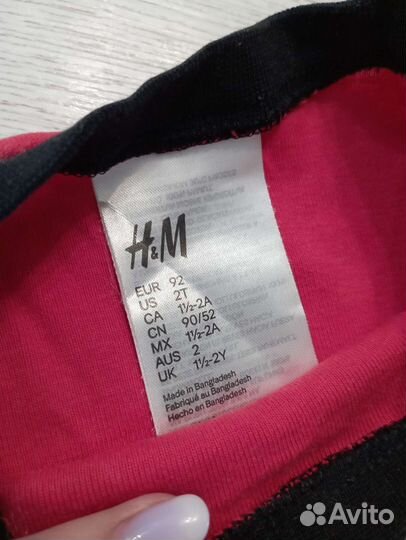 H&M
EUR 92
US 2T
CA 1½-2A
CN 90/52
MX 1½-2A
AUS 2
UK 1½-2Y
Made in Bangladesh
Fabriqué au Bangladesh
Hecho en Bangladesh
Avito